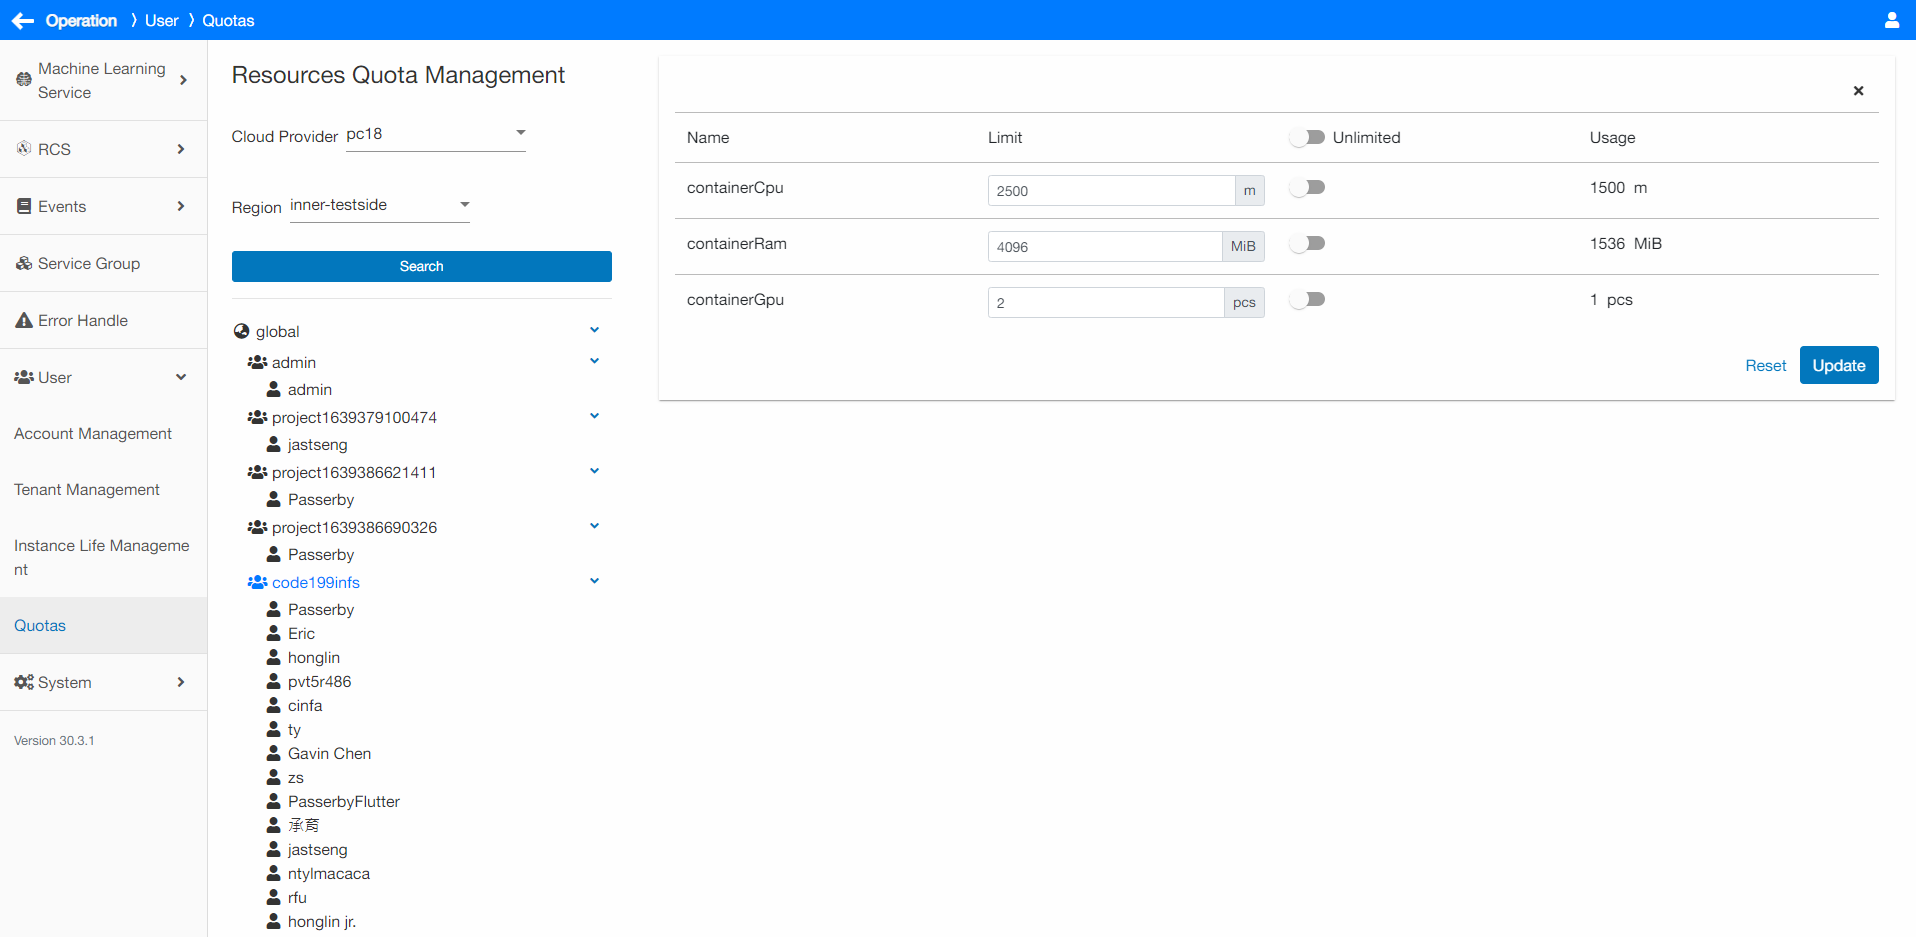 Operation 〉 User 〉 Quotas
Machine Learning
Service
RCS
Events
Service Group
Error Handle
User
Account Management
Tenant Management
Instance Life Manageme
nt
Quotas
System
Version 30.3.1
Resources Quota Management
Cloud Provider pc18
Region inner-testside
Search
global
admin
admin
project1639379100474
jastseng
project1639386621411
Passerby
project1639386690326
Passerby
code199infs
Passerby
Eric
honglin
pvt5r486
cinfa
ty
Gavin Chen
zs
PasserbyFlutter
承育
jastseng
ntylmacaca
rfu
honglin jr.
Name Limit Unlimited Usage
containerCpu 2500 m 1500 m
containerRam 4096 MiB 1536 MiB
containerGpu 2 pcs 1 pcs
Reset Update